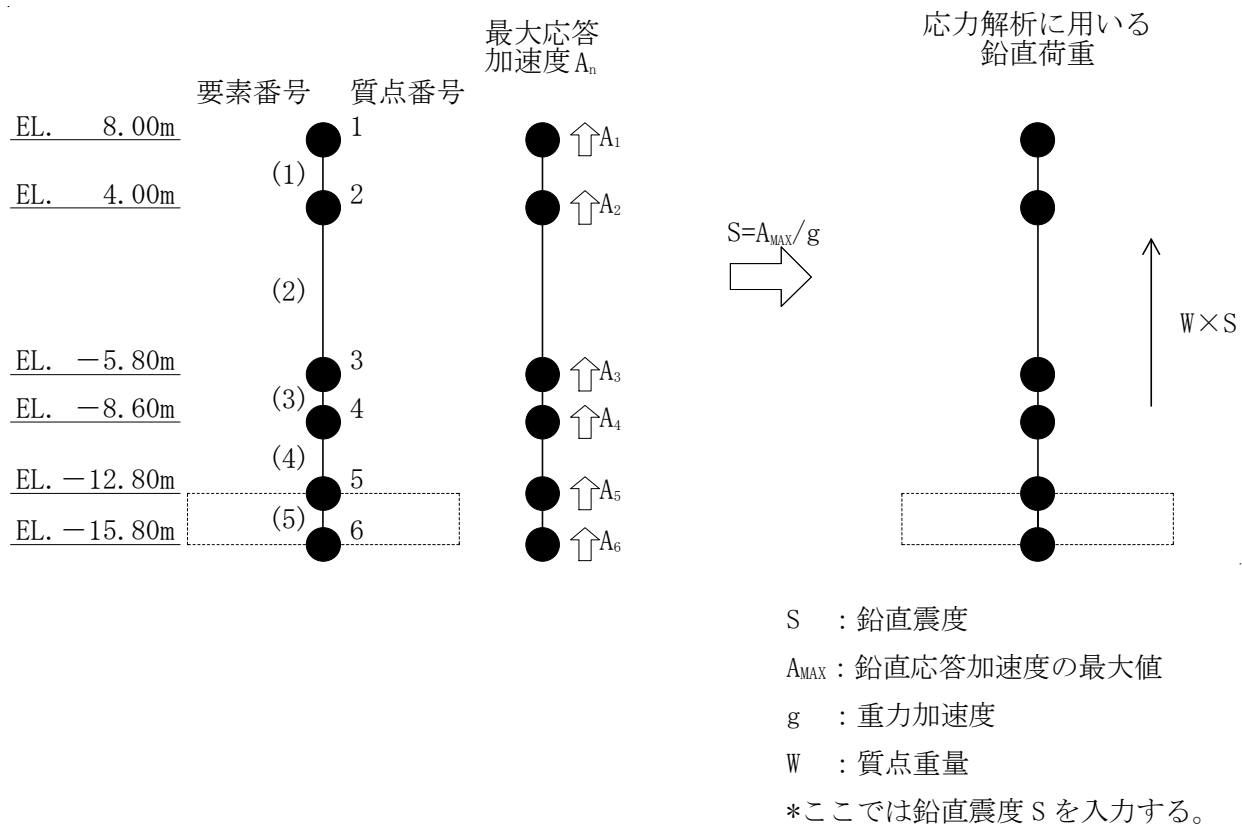 最大応答
加速度Aₙ
応力解析に用いる
鉛直荷重
要素番号 質点番号
EL. 8.00m
1
A₁
(1)
EL. 4.00m
2
A₂
S=A_MAX/g
(2)
W×S
EL. －5.80m
3
A₃
(3)
EL. －8.60m
4
A₄
(4)
EL.－12.80m
5
A₅
(5)
EL.－15.80m
6
A₆
S ：鉛直震度
A_MAX：鉛直応答加速度の最大値
g ：重力加速度
W ：質点重量
*ここでは鉛直震度 S を入力する。